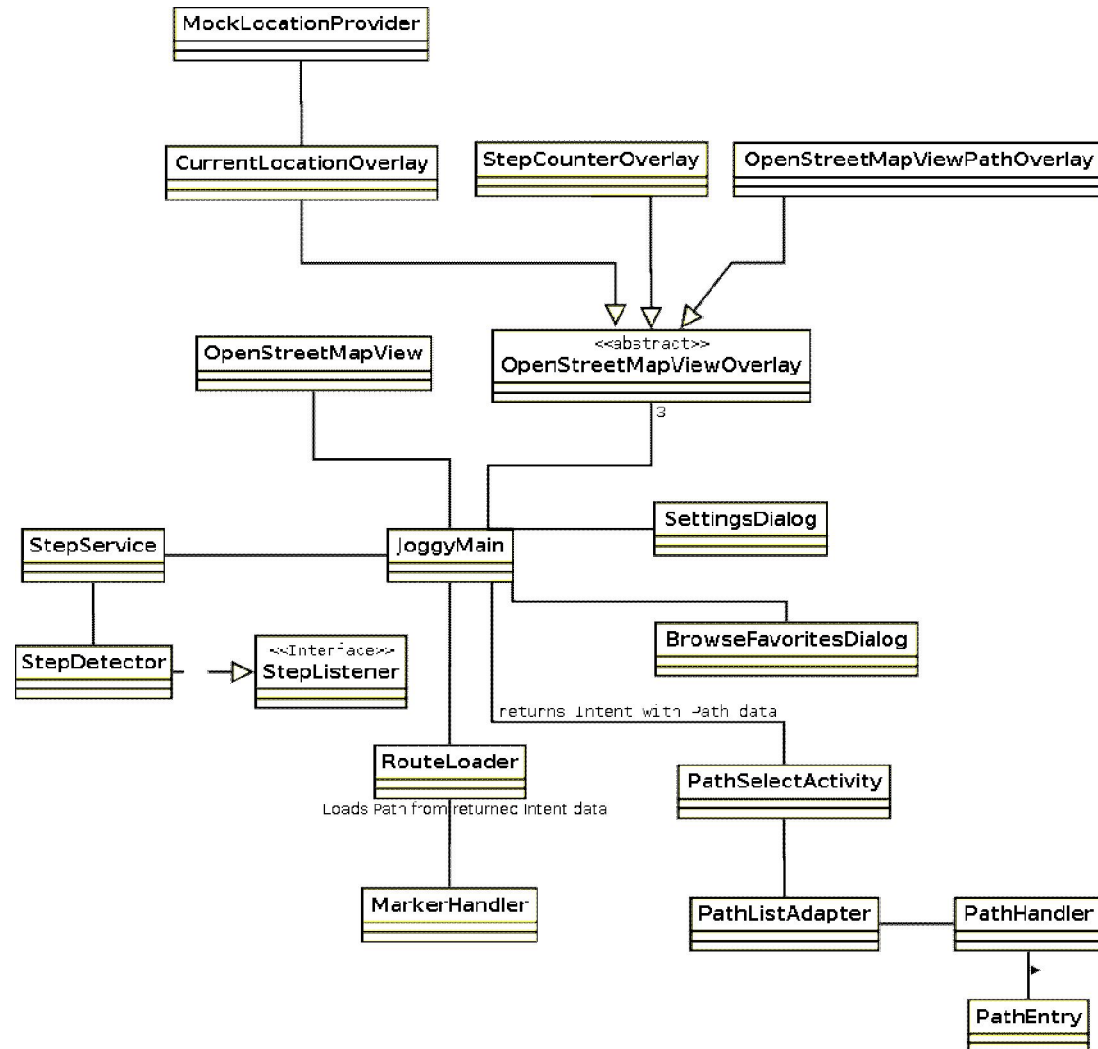 MockLocationProvider
CurrentLocationOverlay
StepCounterOverlay
OpenStreetMapViewPathOverlay
<<abstract>>
OpenStreetMapViewOverlay
3
OpenStreetMapView
SettingsDialog
StepService
JoggyMain
BrowseFavoritesDialog
StepDetector
<<Interface>>
StepListener
returns Intent with Path data
RouteLoader
Loads Path from returned Intent data
PathSelectActivity
MarkerHandler
PathListAdapter
PathHandler
PathEntry